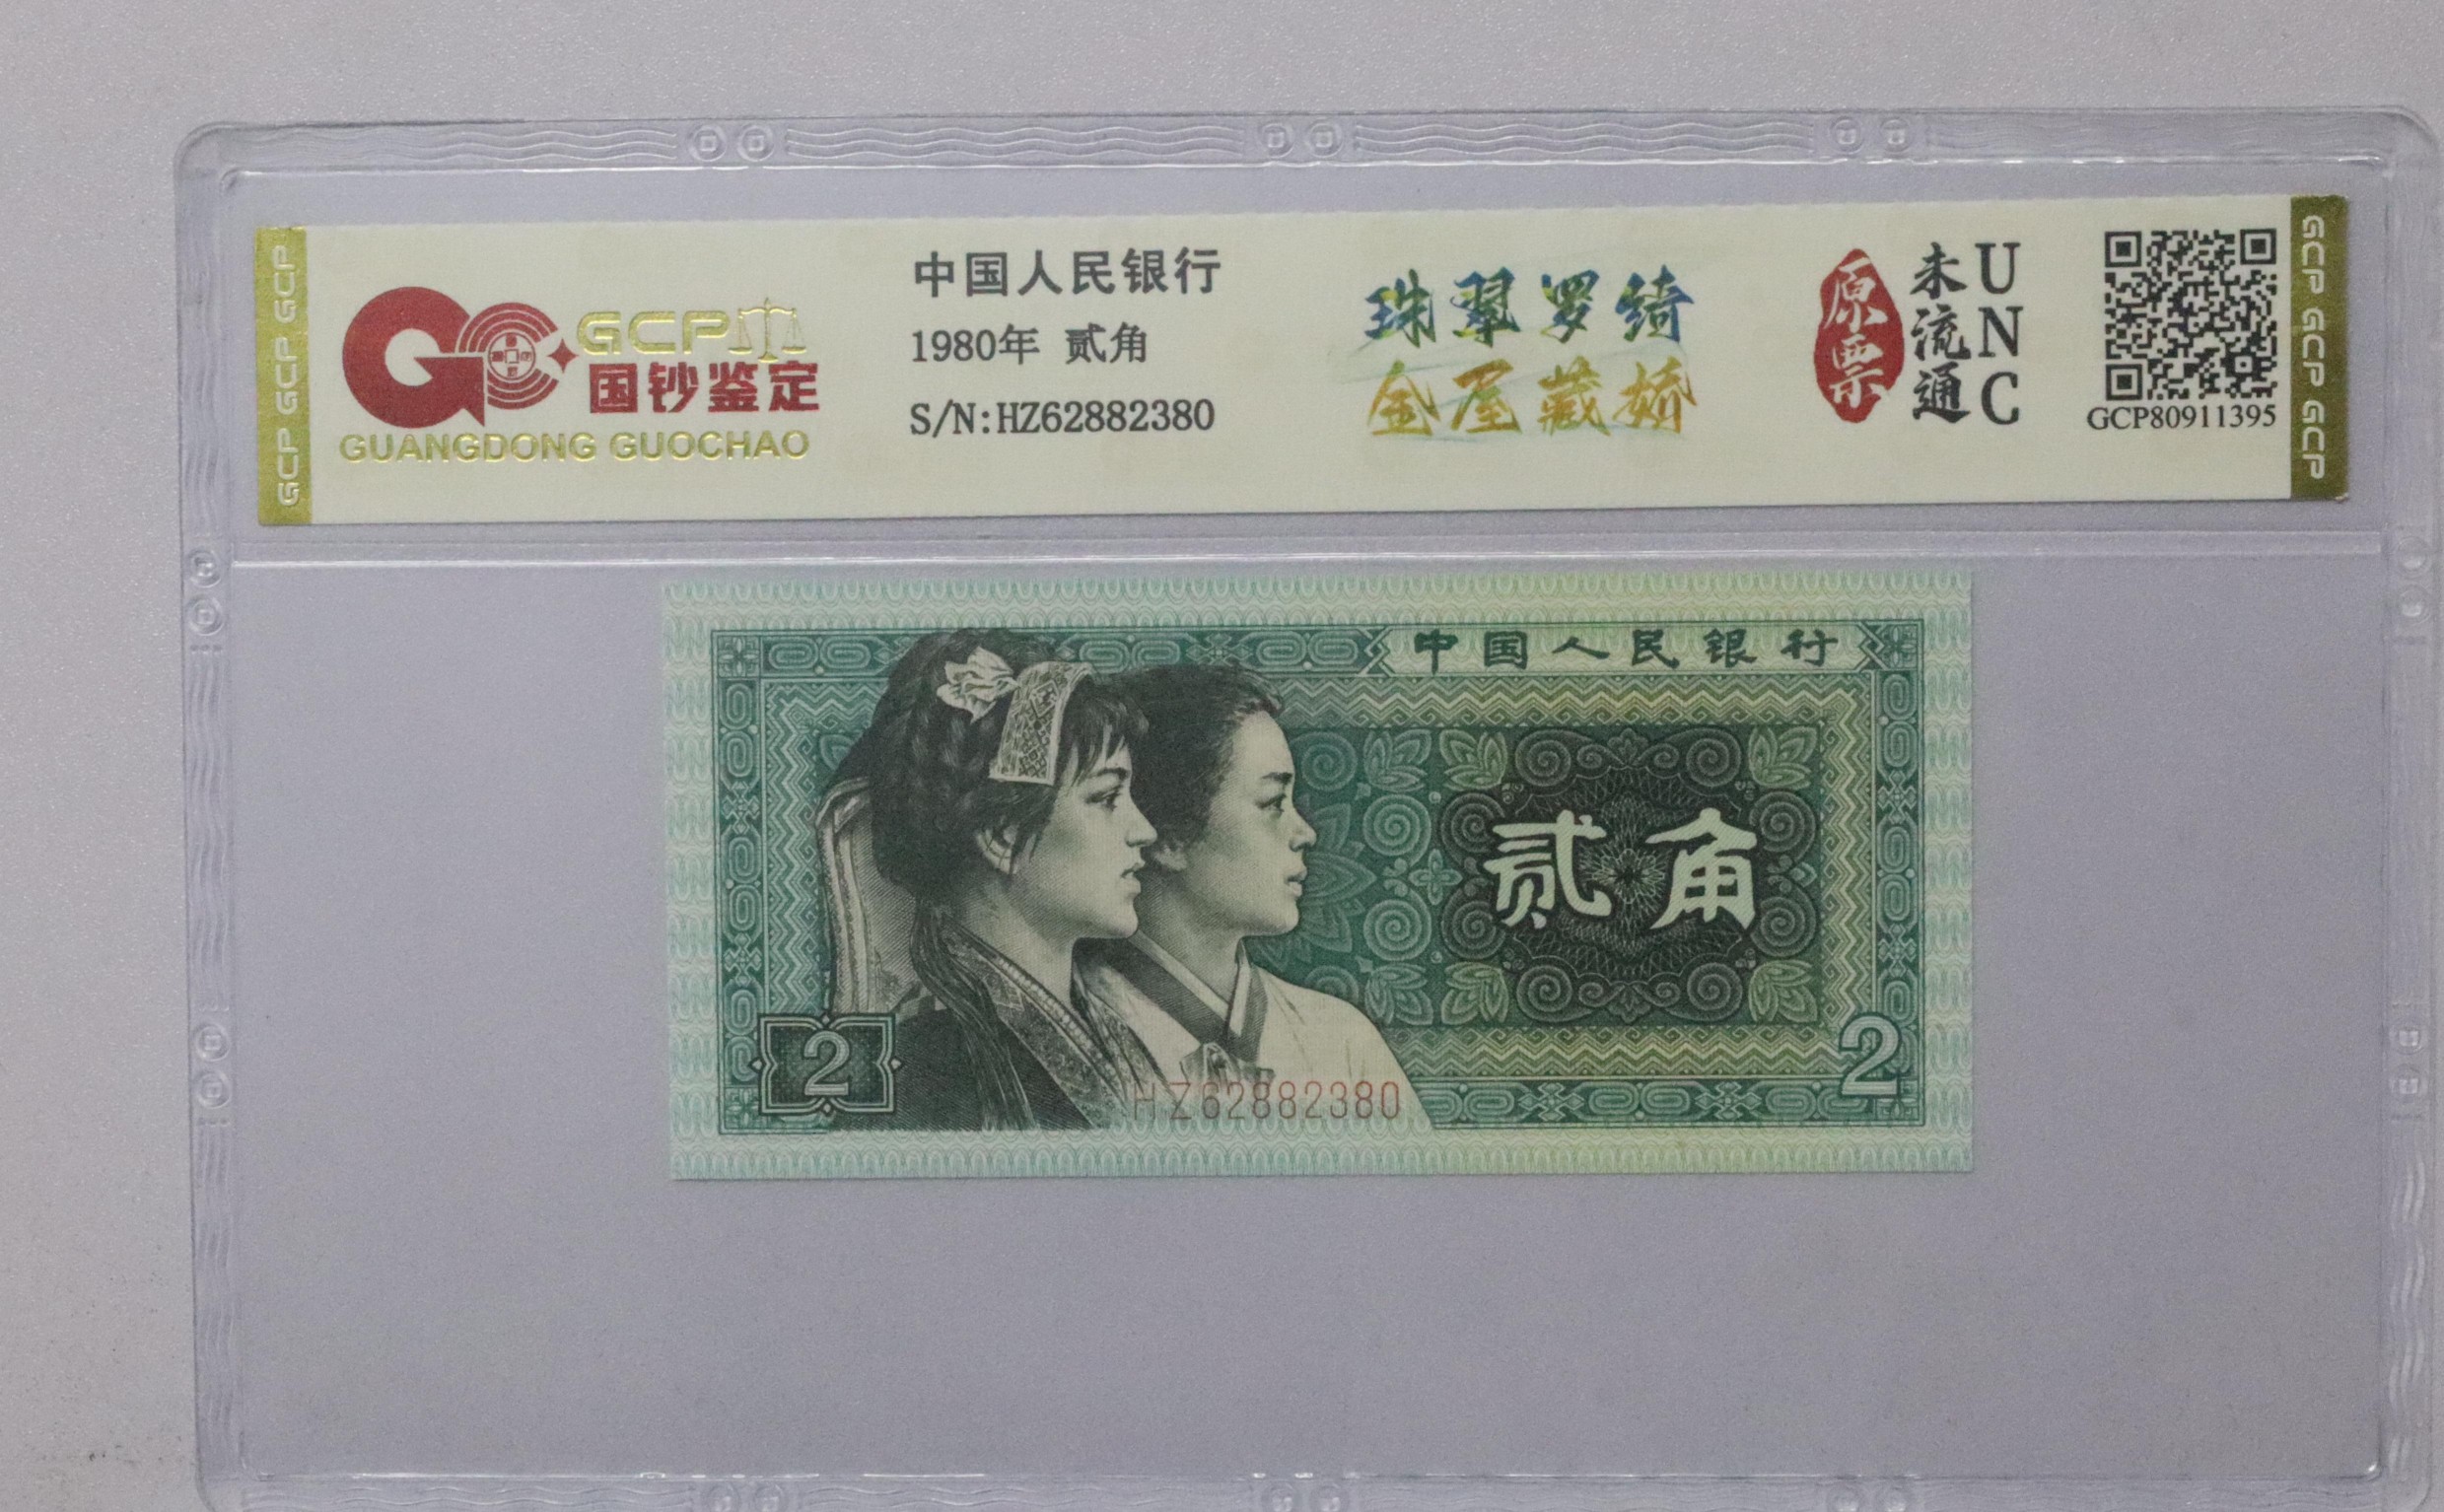 GCP GCP GCP
GCP
国钞鉴定
GUANGDONG GUOCHAO
中国人民银行
1980年 贰角
S/N:HZ62882380
珠翠罗绮
金屋藏娇
原票
未流通
UNC
GCP80911395
GCP GCP GCP
中国人民银行
贰角
2
2
HZ62882380